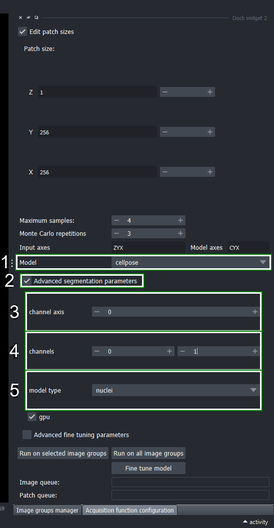 Dock widget 2
Edit patch sizes
Patch size:
Z 1 − +
Y 256 − +
X 256 − +
Maximum samples: − 4 +
Monte Carlo repetitions − 3 +
Input axes ZYX Model axes CYX
1 Model cellpose
2 Advanced segmentation parameters
3 channel axis − 0 +
4 channels − 0 + − 1 +
5 model type nuclei
gpu
Advanced fine tuning parameters
Run on selected image groups Run on all image groups
Fine tune model
Image queue:
Patch queue:
Image groups manager Acquisition function configuration
activity